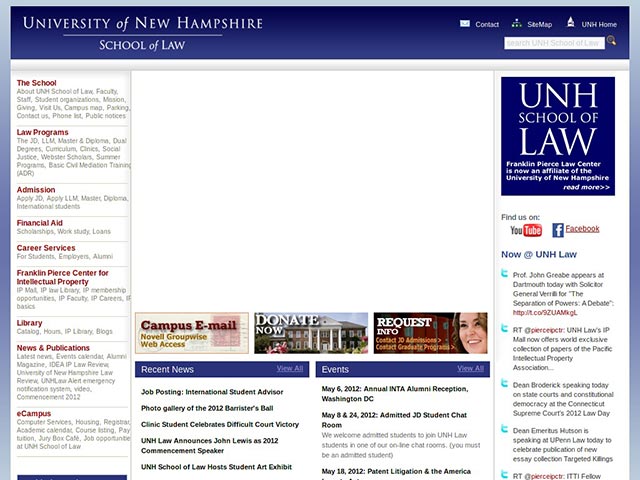 UNIVERSITY of NEW HAMPSHIRE
SCHOOL of LAW
Contact
SiteMap
UNH Home
search UNH School of Law
The School
About UNH School of Law, Faculty,
Staff, Student organizations, Mission,
Giving, Visit Us, Campus map, Parking,
Contact us, Phone list, Public notices
Law Programs
The JD, LLM, Master & Diploma, Dual
Degrees, Curriculum, Clinics, Social
Justice, Webster Scholars, Summer
Programs, Basic Civil Mediation Training
(ADR)
Admission
Apply JD, Apply LLM, Master, Diploma,
International students
Financial Aid
Scholarships, Work study, Loans
Career Services
For Students, Employers, Alumni
Franklin Pierce Center for
Intellectual Property
IP Mall, IP law library, IP membership
opportunities, IP Faculty, IP Careers, IP
basics
Library
Catalog, Hours, IP Library, Blogs
News & Publications
Latest news, Events calendar, Alumni
Magazine, IDEA IP Law Review,
University of New Hampshire Law
Review, UNHLaw Alert emergency
notification system, video,
Commencement 2012
eCampus
Computer Services, Housing, Registrar,
Academic calendar, Course listing, Pay
tuition, Jury Box Café, Job opportunities
at UNH School of Law
Campus E-mail
Novell Groupwise
Web Access
DONATE
NOW
REQUEST
INFO
Contact JD Admissions >
Contact Graduate Programs >
Recent News
View All
Job Posting: International Student Advisor
Photo gallery of the 2012 Barrister's Ball
Clinic Student Celebrates Difficult Court Victory
UNH Law Announces John Lewis as 2012
Commencement Speaker
UNH School of Law Hosts Student Art Exhibit
Events
View All
May 6, 2012: Annual INTA Alumni Reception,
Washington DC
May 8 & 24, 2012: Admitted JD Student Chat
Room
We welcome admitted students to join UNH Law
students in one of our on-line chat rooms. (you must
be an admitted student)
May 18, 2012: Patent Litigation & the America
UNH
SCHOOL OF
LAW
Franklin Pierce Law Center
is now an affiliate of the
University of New Hampshire
read more>>
Find us on:
YouTube
Facebook
Now @ UNH Law
Prof. John Greabe appears at
Dartmouth today with Solicitor
General Verrilli for "The
Separation of Powers: A Debate":
http://t.co/9ZUAMkgL
RT @pierceiptr: UNH Law's IP
Mall now offers world exclusive
collection of papers of the Pacific
Intellectual Property
Association...
Dean Broderick speaking today
on state courts and constitutional
democracy at the Connecticut
Supreme Court's 2012 Law Day
Dean Emeritus Hutson is
speaking at UPenn Law today to
celebrate publication of new
essay collection Targeted Killings
RT @pierceiptr: ITTI Fellow